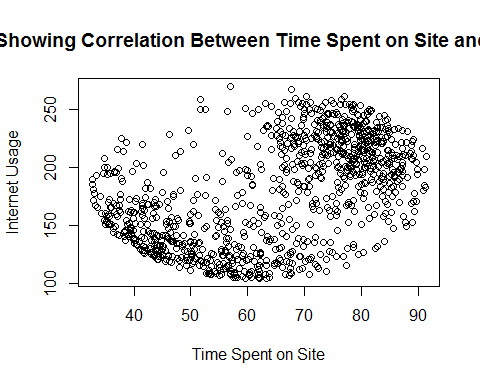 Showing Correlation Between Time Spent on Site and
250
200
150
100
Internet Usage
40 50 60 70 80 90
Time Spent on Site